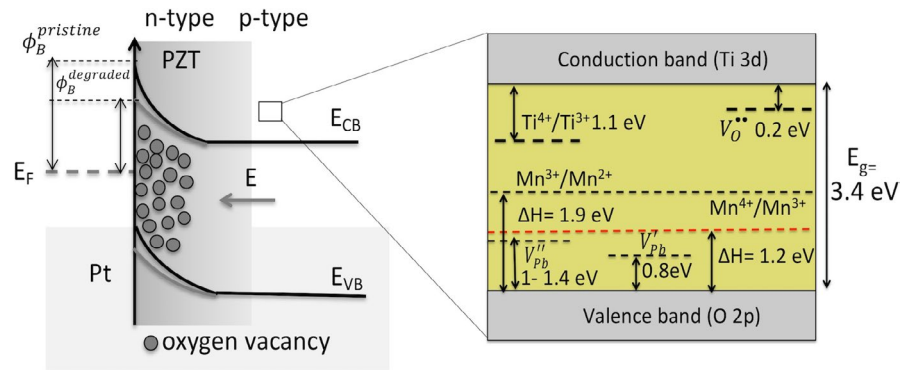 n-type p-type
ϕ_B^pristine
PZT
ϕ_B^degraded
E_CB
E_F
E
Pt
E_VB
oxygen vacancy
Conduction band (Ti 3d)
Ti⁴⁺/Ti³⁺ 1.1 eV
V_O^•• 0.2 eV
E_g=
3.4 eV
Mn³⁺/Mn²⁺
Mn⁴⁺/Mn³⁺
ΔH= 1.9 eV
V''_Pb
1- 1.4 eV
V'_Pb
0.8eV
ΔH= 1.2 eV
Valence band (O 2p)